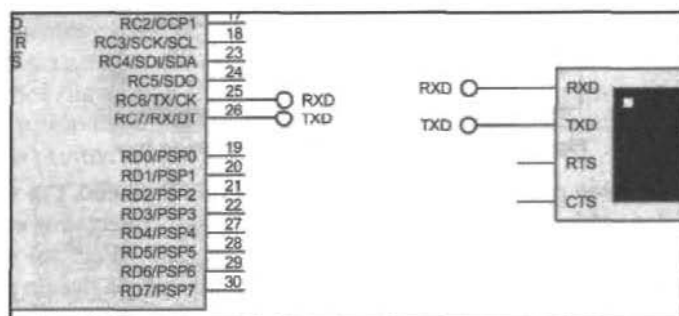 RC2/CCP1 17
RC3/SCK/SCL 18
RC4/SDI/SDA 23
RC5/SDO 24
RC6/TX/CK 25 RXD
RC7/RX/DT 26 TXD
RD0/PSP0 19
RD1/PSP1 20
RD2/PSP2 21
RD3/PSP3 22
RD4/PSP4 27
RD5/PSP5 28
RD6/PSP6 29
RD7/PSP7 30
D
R
S
RXD RXD
TXD TXD
RTS
CTS